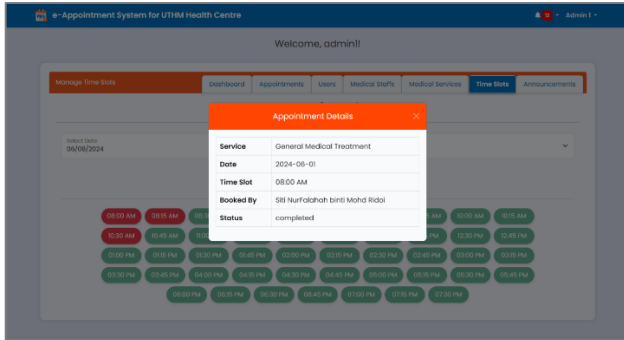 e-Appointment System for UTHM Health Centre
12
Admin 1
Welcome, admin1!
Manage Time Slots
Dashboard Appointments Users Medical Staffs Medical Services Time Slots Announcements
Appointment Details ×
Select Date
06/08/2024
Service General Medical Treatment
Date 2024-06-01
Time Slot 08:00 AM
Booked By Siti Nurfalahah binti Mohd Ridoi
Status completed
08:00 AM 08:15 AM 10:00 AM 10:15 AM
10:30 AM 10:45 AM 12:30 PM 12:45 PM
01:00 PM 01:15 PM 01:30 PM 01:45 PM 02:00 PM 02:15 PM 02:30 PM 02:45 PM 03:00 PM 03:15 PM
03:30 PM 03:45 PM 04:00 PM 04:15 PM 04:30 PM 04:45 PM 05:00 PM 05:15 PM 05:30 PM 05:45 PM
06:00 PM 06:15 PM 06:30 PM 06:45 PM 07:00 PM 07:15 PM 07:30 PM